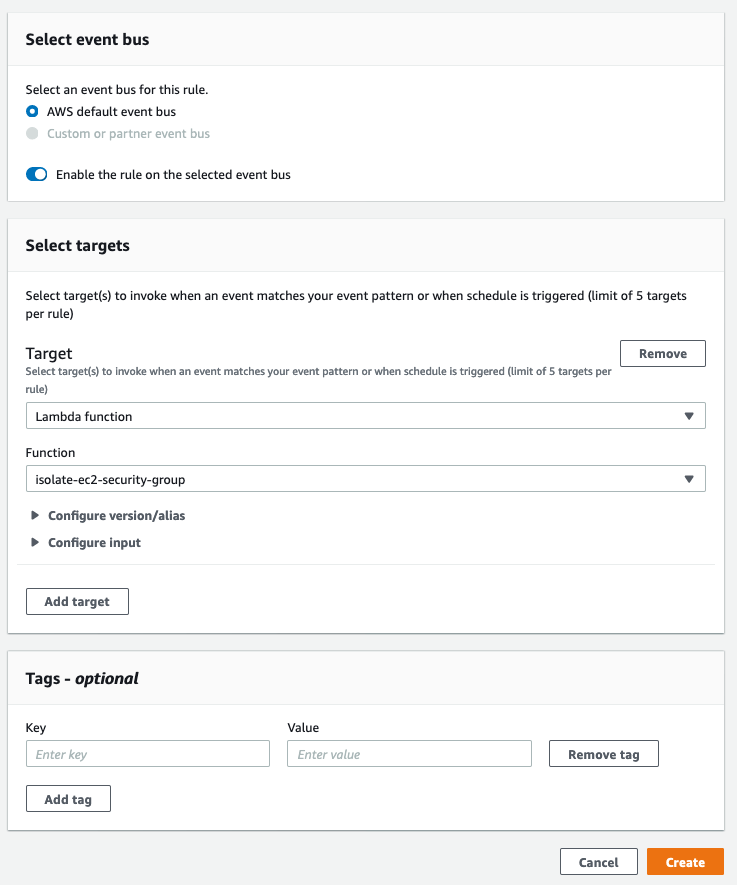 Select event bus
Select an event bus for this rule.
AWS default event bus
Custom or partner event bus
Enable the rule on the selected event bus
Select targets
Select target(s) to invoke when an event matches your event pattern or when schedule is triggered (limit of 5 targets
per rule)
Target
Remove
Select target(s) to invoke when an event matches your event pattern or when schedule is triggered (limit of 5 targets per
rule)
Lambda function
Function
isolate-ec2-security-group
Configure version/alias
Configure input
Add target
Tags - optional
Key Value
Enter key Enter value Remove tag
Add tag
Cancel Create